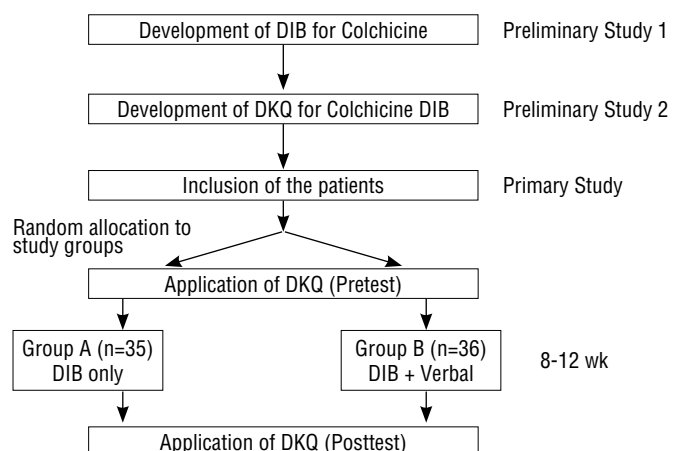 Development of DIB for Colchicine
Preliminary Study 1
Development of DKQ for Colchicine DIB
Preliminary Study 2
Inclusion of the patients
Primary Study
Random allocation to
study groups
Application of DKQ (Pretest)
Group A (n=35)
DIB only
Group B (n=36)
DIB + Verbal
8-12 wk
Application of DKQ (Posttest)